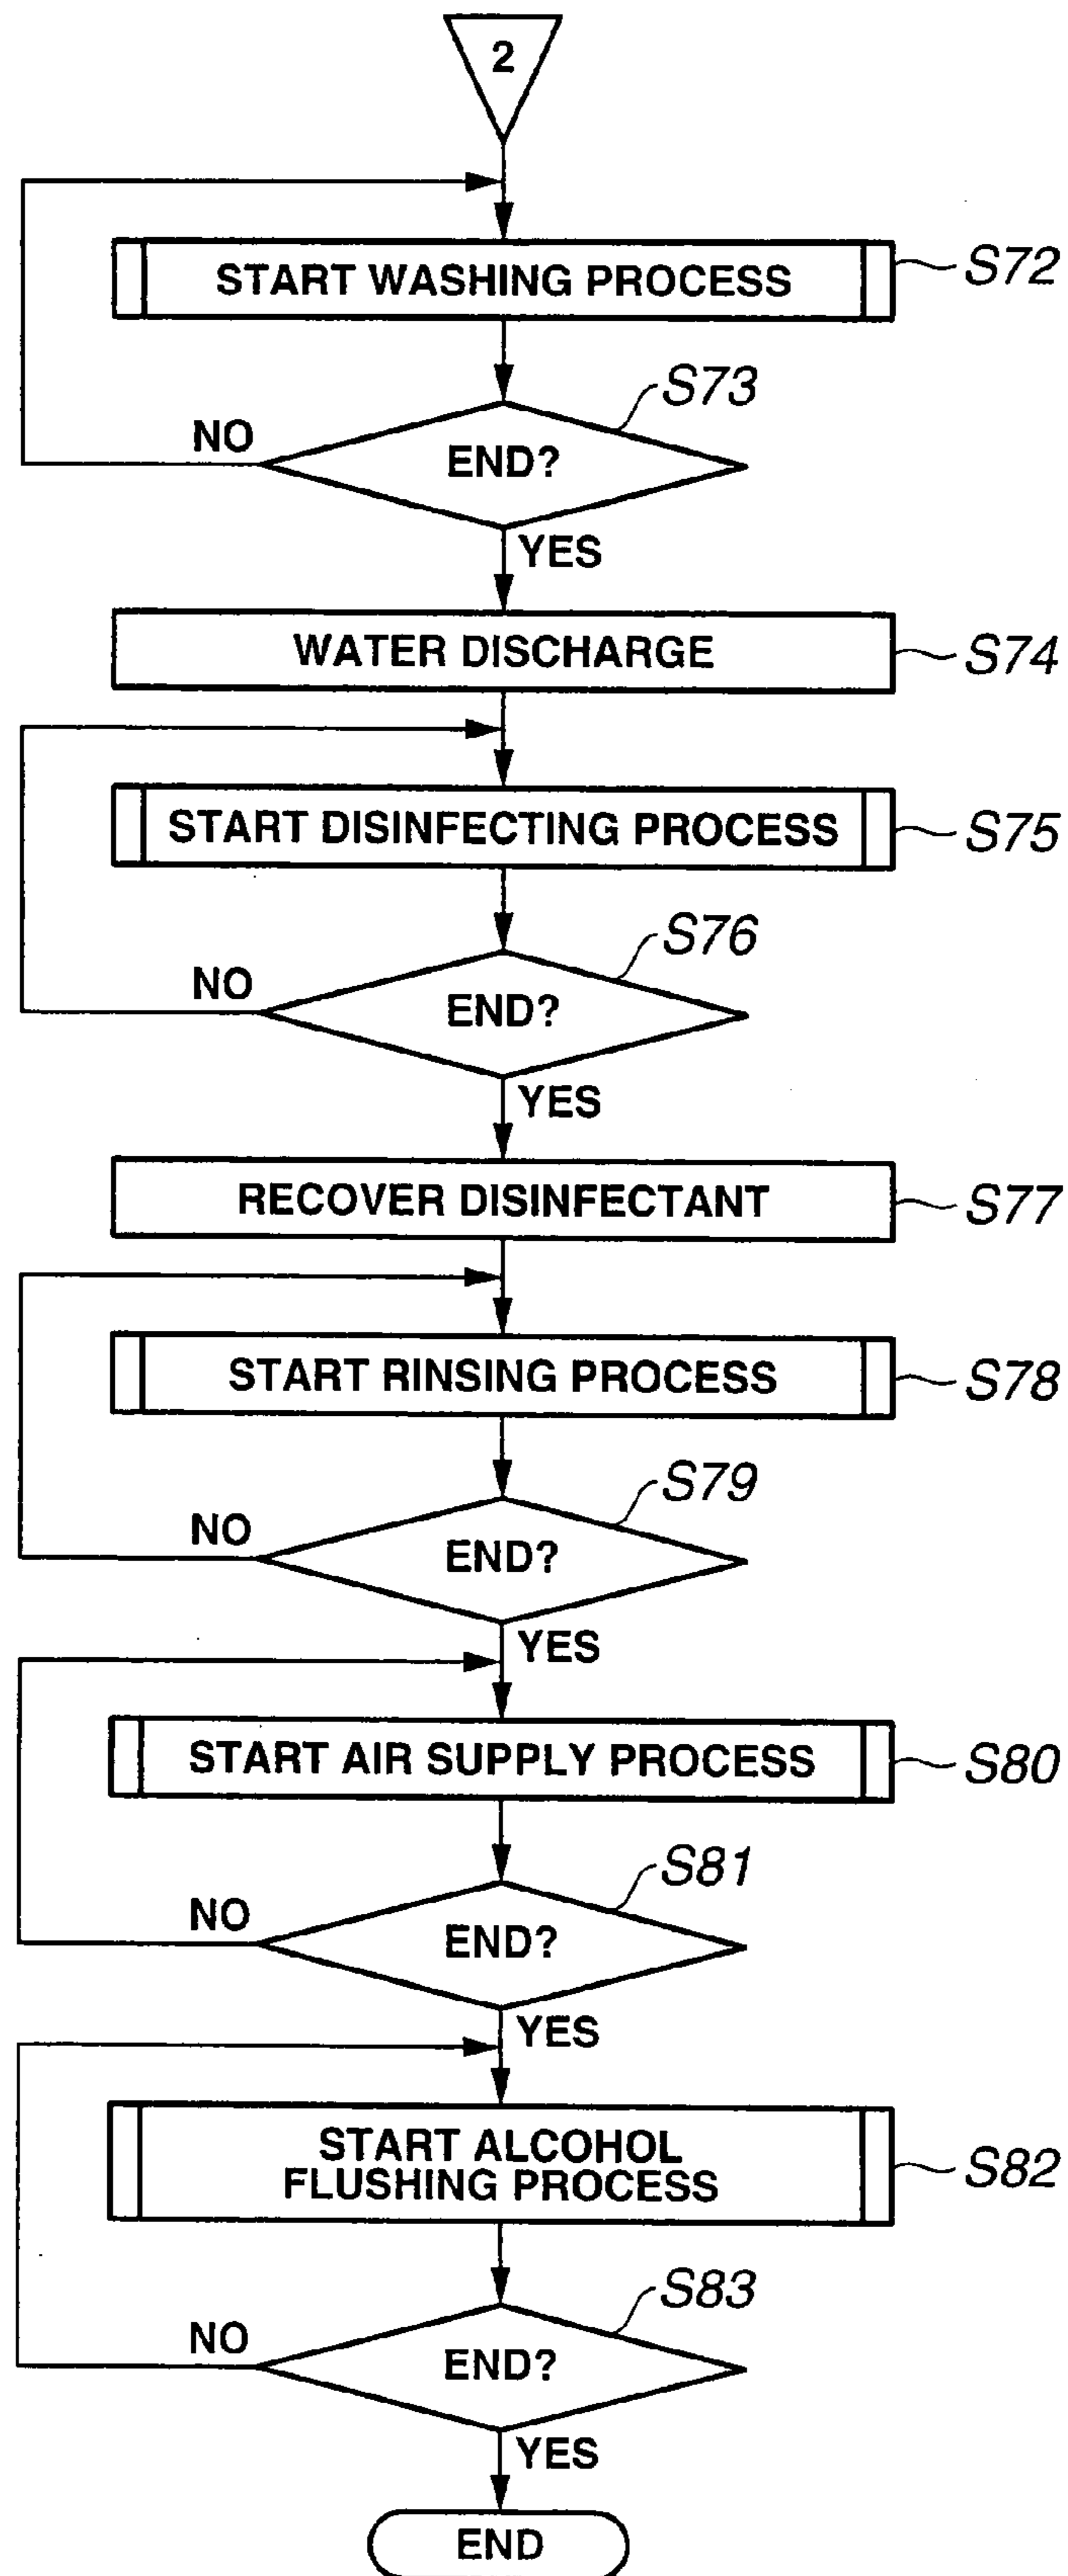 2
START WASHING PROCESS
S72
S73
NO
END?
YES
WATER DISCHARGE
S74
START DISINFECTING PROCESS
S75
S76
NO
END?
YES
RECOVER DISINFECTANT
S77
START RINSING PROCESS
S78
S79
NO
END?
YES
START AIR SUPPLY PROCESS
S80
S81
NO
END?
YES
START ALCOHOL
FLUSHING PROCESS
S82
S83
NO
END?
YES
END